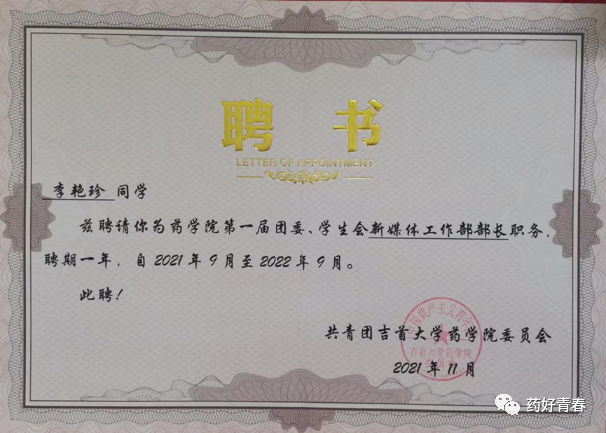 聘 书
LETTER OF APPOINTMENT
李艳珍 同学
兹聘请你为药学院第一届团委、学生会新媒体工作部部长职务,
聘期一年，自2021年9月至2022年9月。
此聘！
共青团吉首大学药学院委员会
2021年11月
药好青春